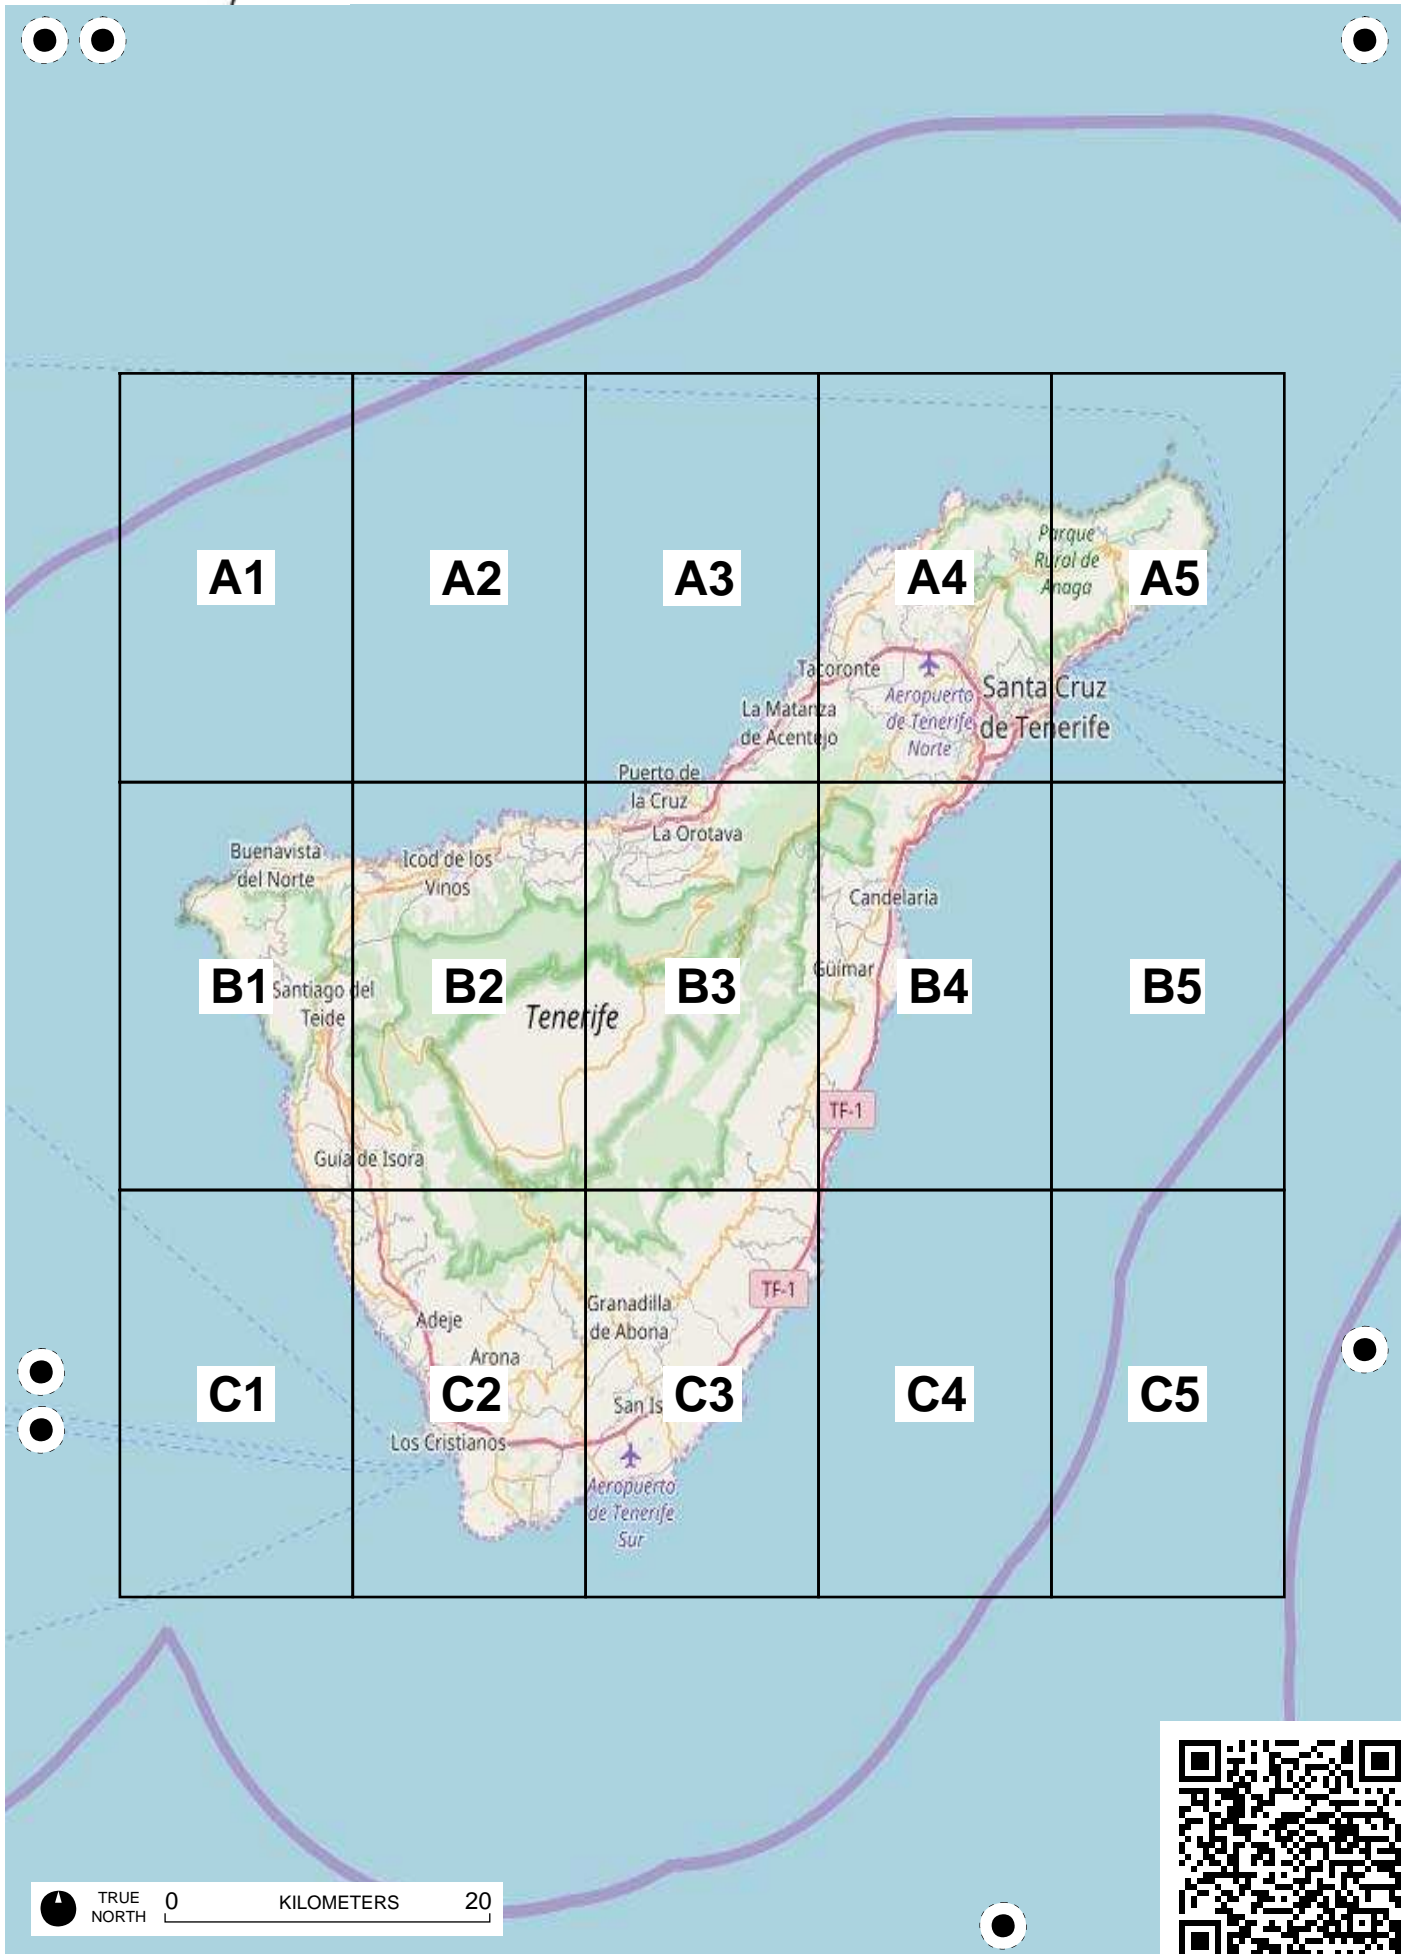 A1
A2
A3
A4
A5
Parque
Rural de
Anaga
Tacoronte
Aeropuerto
de Tenerife
Norte
Santa Cruz
de Tenerife
La Matanza
de Acentejo
Puerto de
la Cruz
La Orotava
Buenavista
del Norte
Icod de los
Vinos
Candelaria
Güímar
B1
B2
B3
B4
B5
Santiago del
Teide
Tenerife
TF-1
Guía de Isora
TF-1
Granadilla
de Abona
Adeje
Arona
C1
C2
C3
C4
C5
San Is
Los Cristianos
Aeropuerto
de Tenerife
Sur
TRUE
NORTH
0 KILOMETERS 20